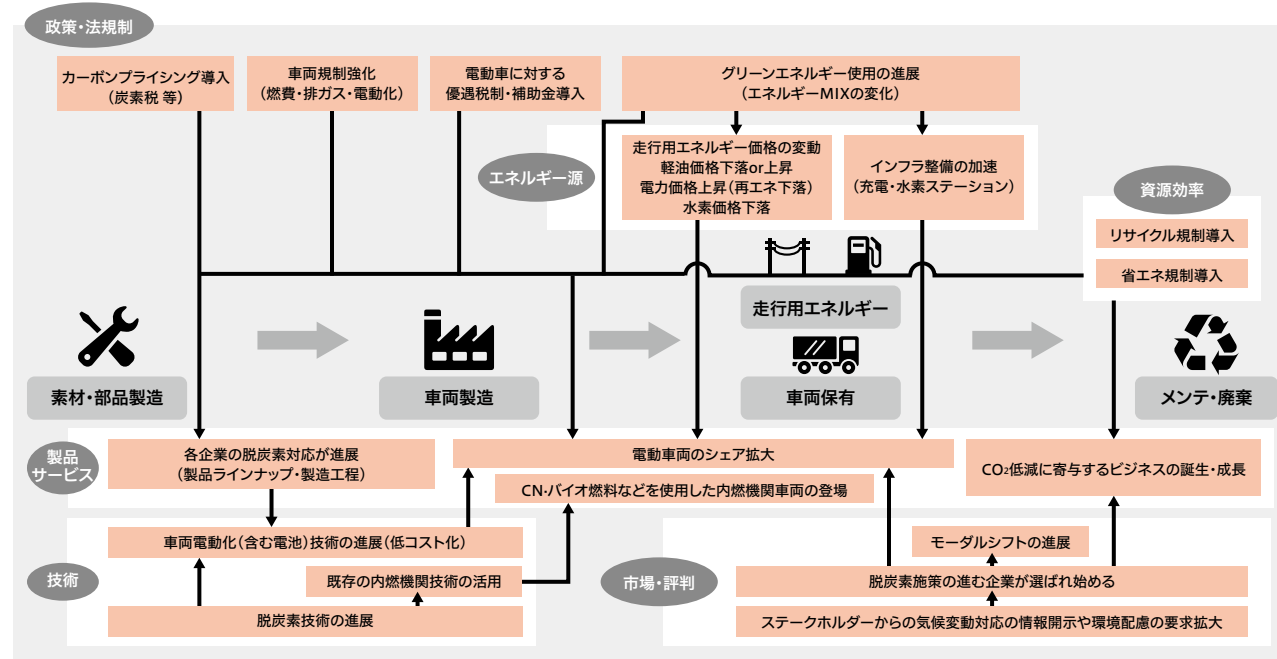 政策・法規制
カーボンプライシング導入
（炭素税 等）
車両規制強化
（燃費・排ガス・電動化）
電動車に対する
優遇税制・補助金導入
グリーンエネルギー使用の進展
（エネルギーMIXの変化）
エネルギー源
走行用エネルギー価格の変動
軽油価格下落or上昇
電力価格上昇（再エネ下落）
水素価格下落
インフラ整備の加速
（充電・水素ステーション）
資源効率
リサイクル規制導入
省エネ規制導入
素材・部品製造
車両製造
走行用エネルギー
車両保有
メンテ・廃棄
製品
サービス
各企業の脱炭素対応が進展
（製品ラインナップ・製造工程）
電動車両のシェア拡大
CN・バイオ燃料などを使用した内燃機関車両の登場
CO2低減に寄与するビジネスの誕生・成長
技術
車両電動化（含む電池）技術の進展（低コスト化）
既存の内燃機関技術の活用
脱炭素技術の進展
市場・評判
モーダルシフトの進展
脱炭素施策の進む企業が選ばれ始める
ステークホルダーからの気候変動対応の情報開示や環境配慮の要求拡大